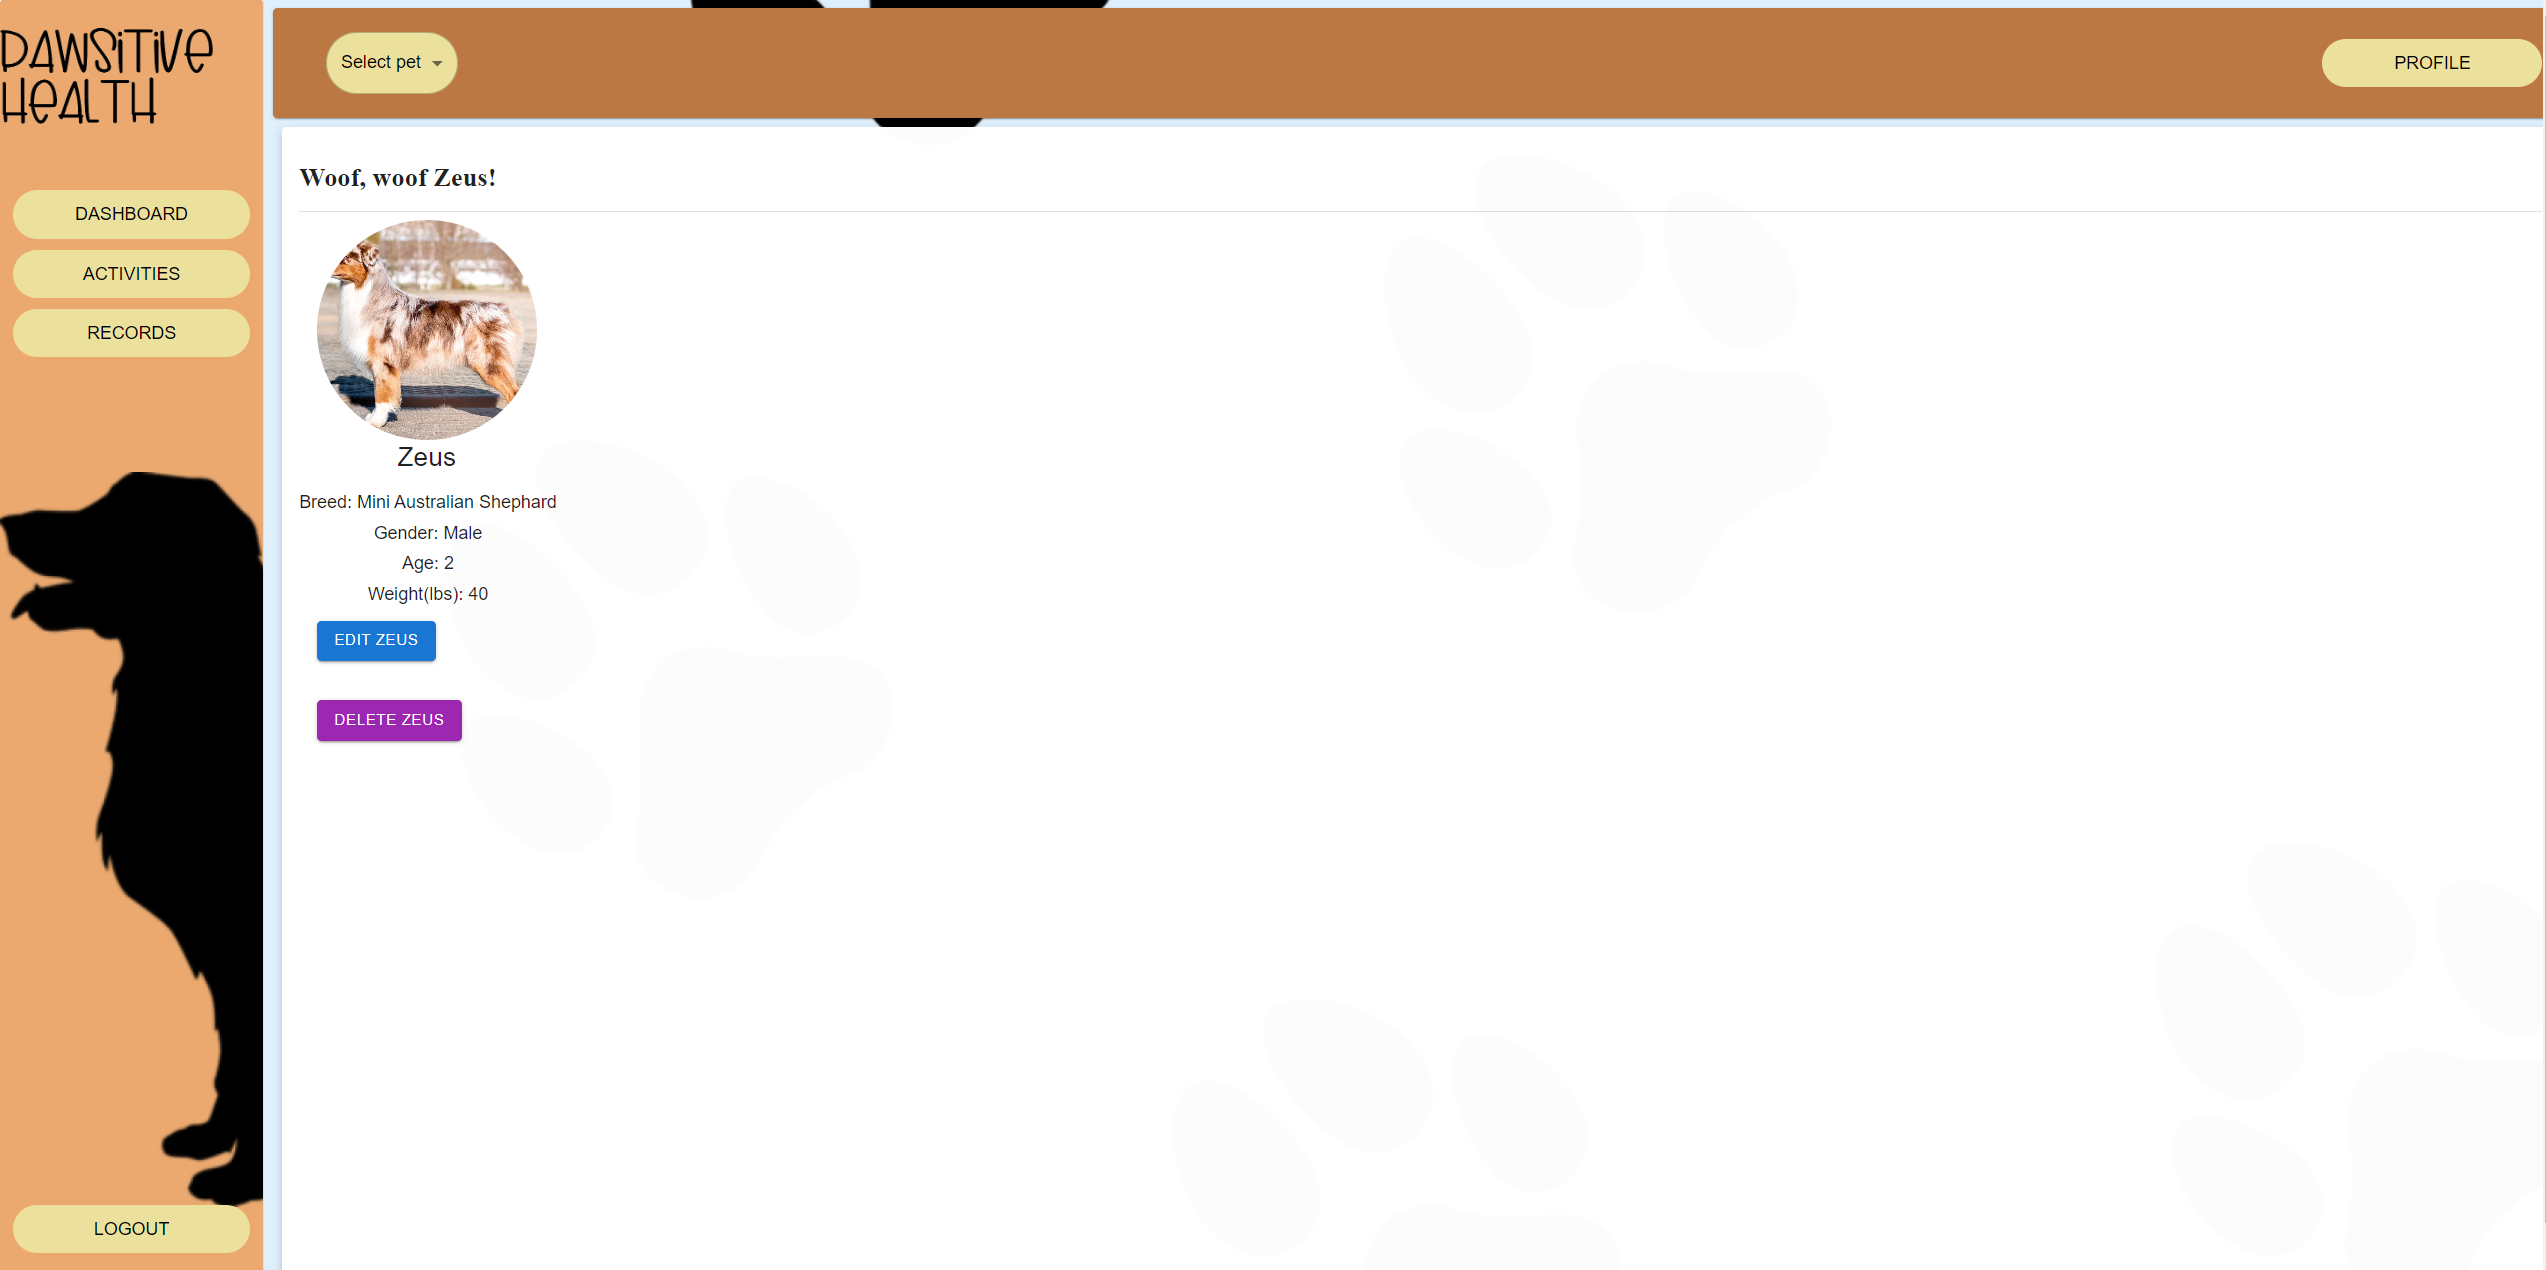 PAWSiTiVe
HeALTH
Select pet
PROFILE
DASHBOARD
ACTIVITIES
RECORDS
Woof, woof Zeus!
Zeus
Breed: Mini Australian Shephard
Gender: Male
Age: 2
Weight(lbs): 40
EDIT ZEUS
DELETE ZEUS
LOGOUT